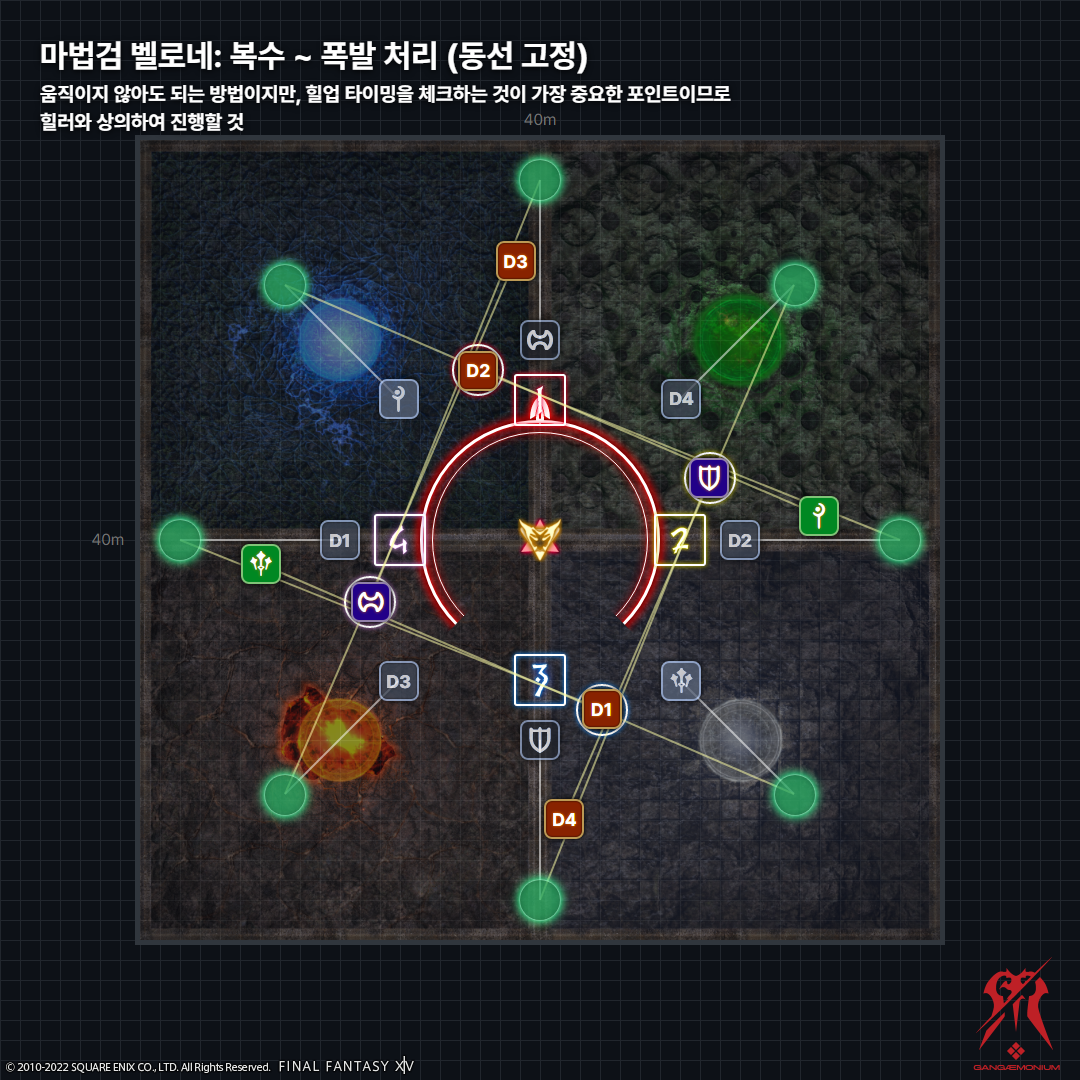 마법검 벨로네: 복수 ~ 폭발 처리 (동선 고정)
움직이지 않아도 되는 방법이지만, 힐업 타이밍을 체크하는 것이 가장 중요한 포인트이므로
힐러와 상의하여 진행할 것
40m
D3
D2
D4
40m
4
D1
2
D2
D3
3
D1
D4
© 2010-2022 SQUARE ENIX CO., LTD. All Rights Reserved. FINAL FANTASY XIV
GANGÆMONIUM